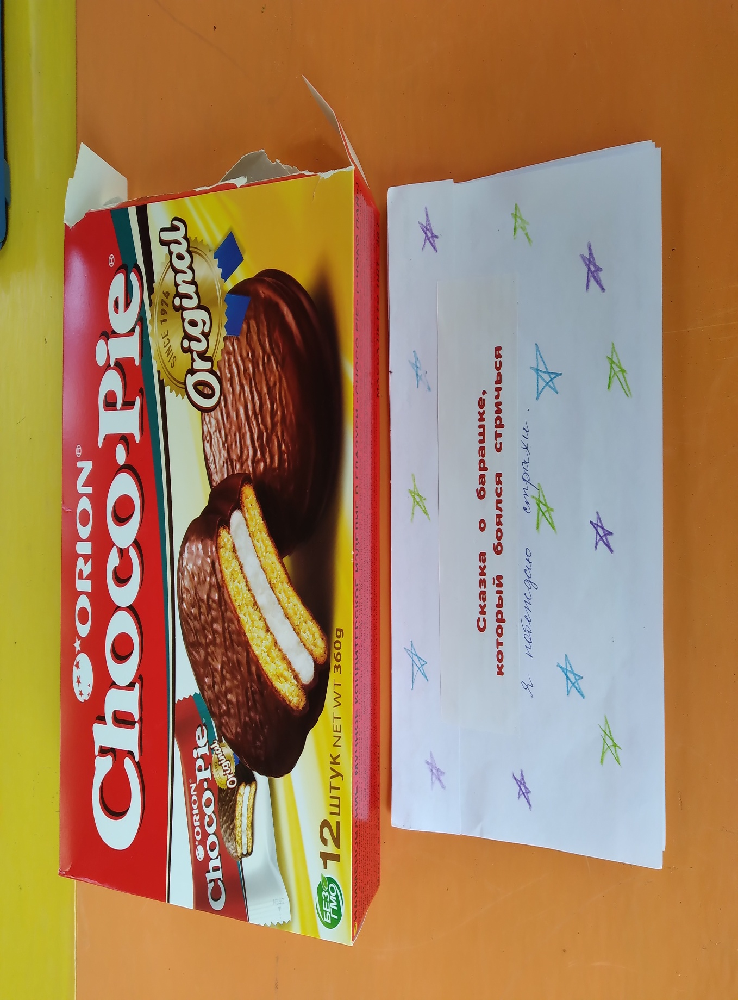 ORION®
Choco·Pie®
SINCE 1974
Original
ORION
Choco·Pie
Original
БЕЗ
ГМО
12 ШТУК NET WT 360g
Сказка о барашке,
который боялся стричься
я побеждаю страхи.